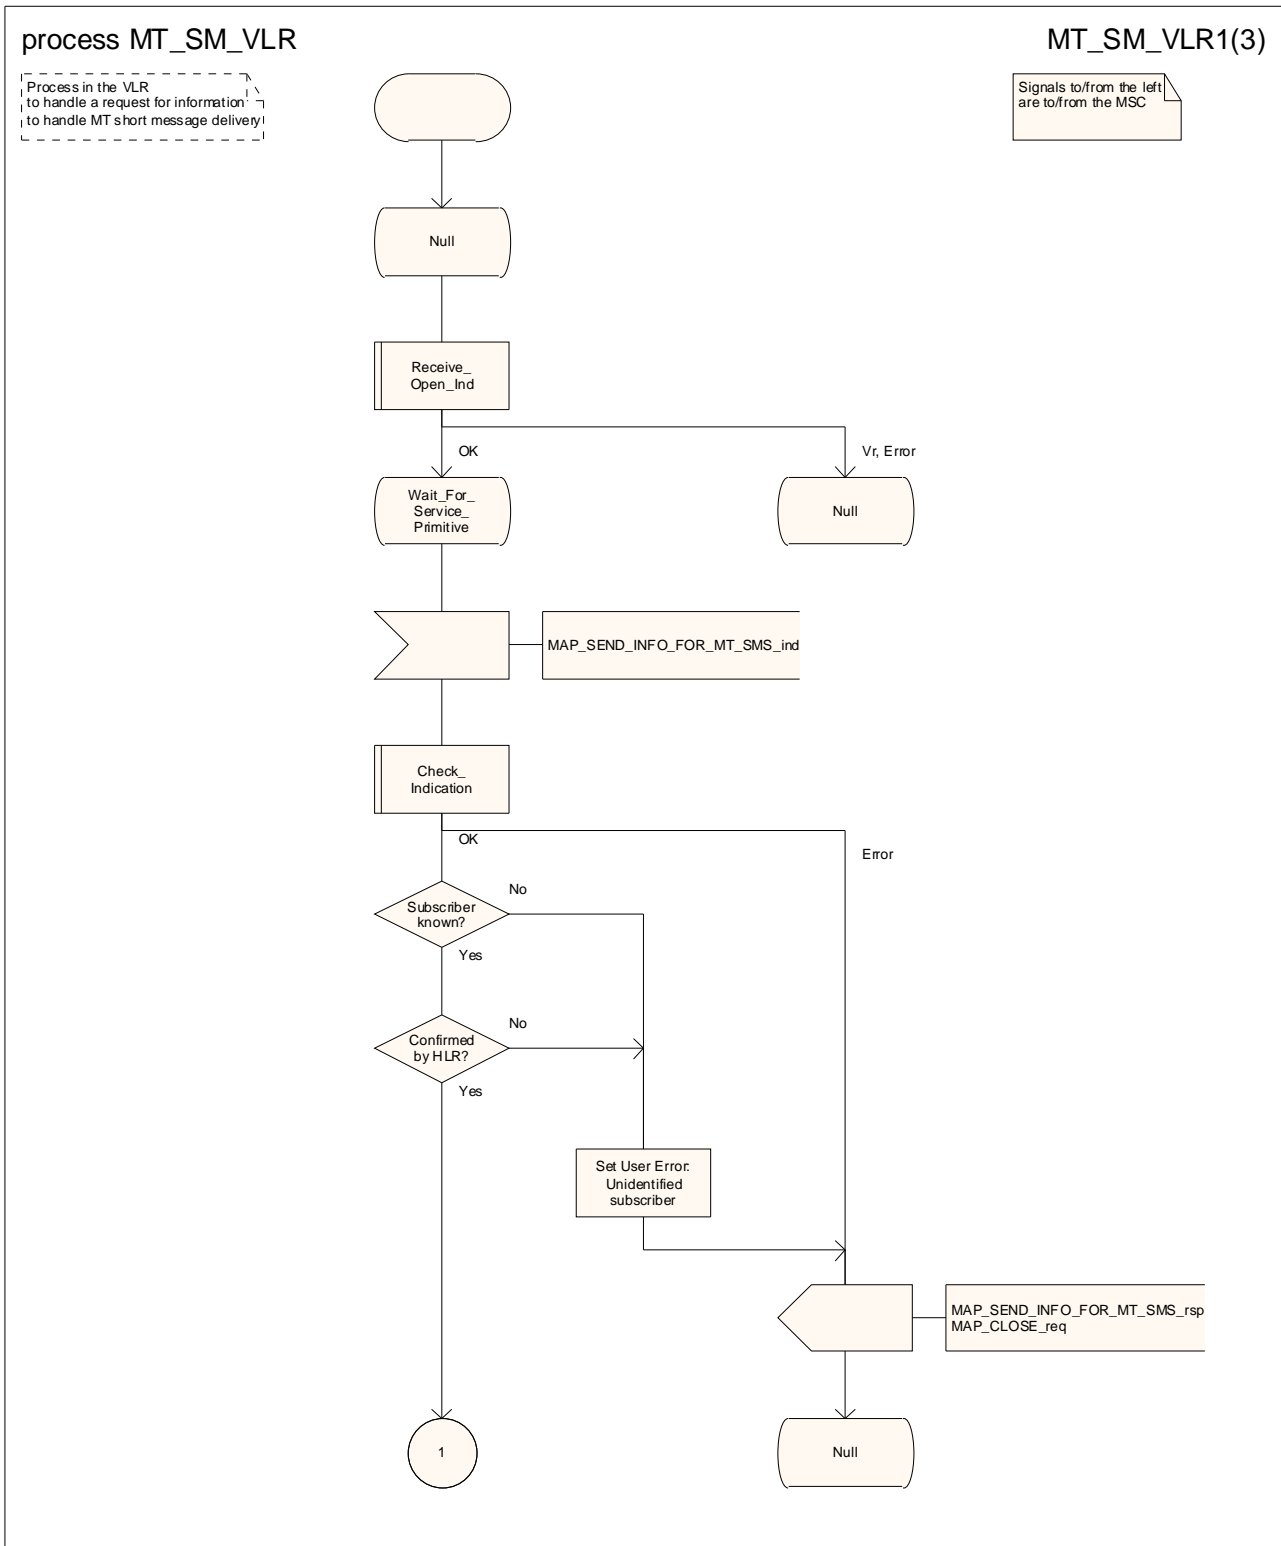 process MT_SM_VLR
MT_SM_VLR1(3)
Process in the VLR
to handle a request for information
to handle MT short message delivery
Signals to/from the left
are to/from the MSC
Null
Receive_
Open_Ind
OK
Vr, Error
Wait_For_
Service_
Primitive
Null
MAP_SEND_INFO_FOR_MT_SMS_ind
Check_
Indication
OK
Error
No
Subscriber
known?
Yes
No
Confirmed
by HLR?
Yes
Set User Error:
Unidentified
subscriber
MAP_SEND_INFO_FOR_MT_SMS_rsp
MAP_CLOSE_req
1
Null